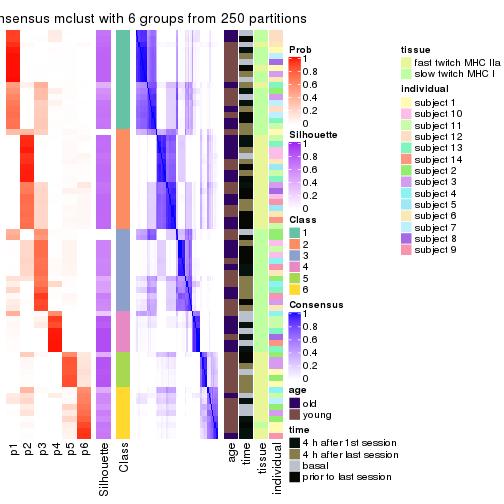 nsensus mclust with 6 groups from 250 partitions
Prob
1
0.8
0.6
0.4
0.2
0
Silhouette
1
0.8
0.6
0.4
0.2
0
Class
1
2
3
4
5
6
Consensus
1
0.8
0.6
0.4
0.2
0
age
old
young
time
4 h after 1st session
4 h after last session
basal
prior to last session
tissue
fast twitch MHC IIa
slow twitch MHC I
individual
subject 1
subject 10
subject 11
subject 12
subject 13
subject 14
subject 2
subject 3
subject 4
subject 5
subject 6
subject 7
subject 8
subject 9
p1
p2
p3
p4
p5
p6
Silhouette
Class
age
time
tissue
individual